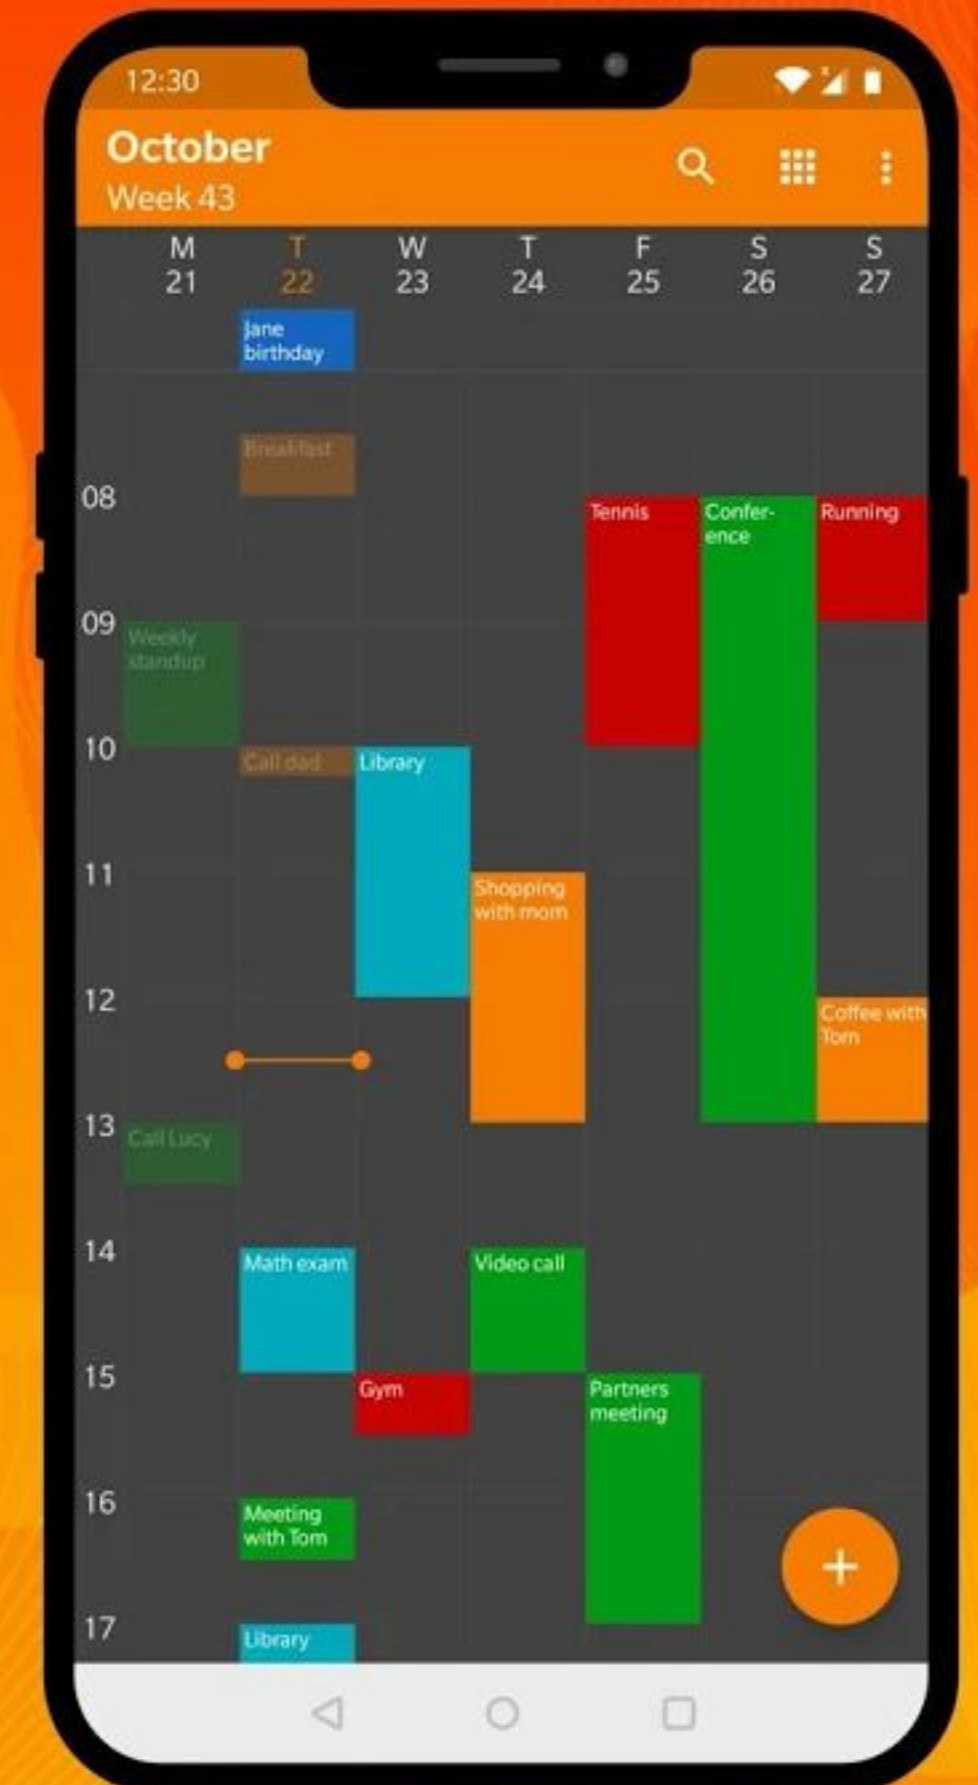 12:30
October
Week 43
M T W T F S S
21 22 23 24 25 26 27
Jane
birthday
Breakfast
08
Tennis Confer- Running
ence
09
Weekly
standup
10
Call dad Library
11
Shopping
with mom
12
Coffee with
Tom
13
Call Lucy
14
Math exam Video call
15
Gym Partners
meeting
16
Meeting
with Tom
17
Library